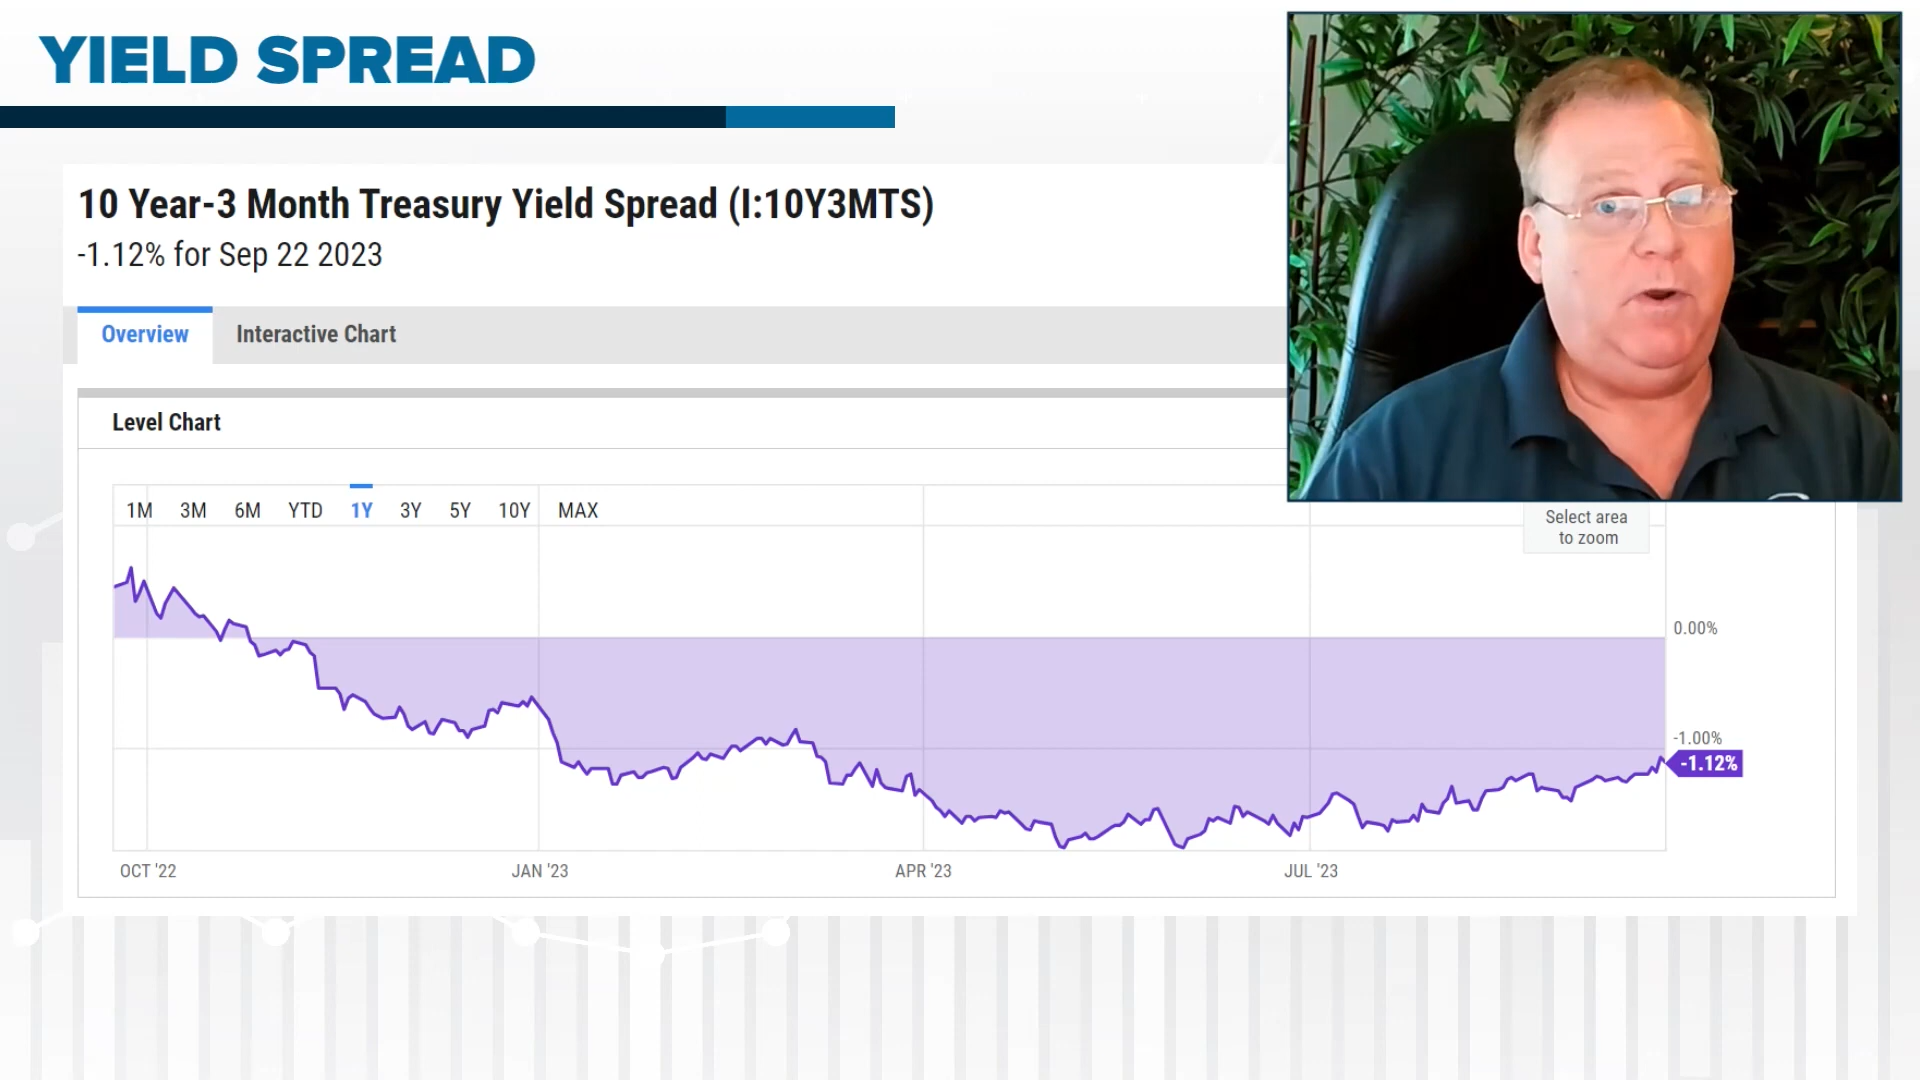 YIELD SPREAD
10 Year-3 Month Treasury Yield Spread (I:10Y3MTS)
-1.12% for Sep 22 2023
Overview
Interactive Chart
Level Chart
1M 3M 6M YTD 1Y 3Y 5Y 10Y MAX
Select area
to zoom
0.00%
-1.00%
-1.12%
OCT '22
JAN '23
APR '23
JUL '23